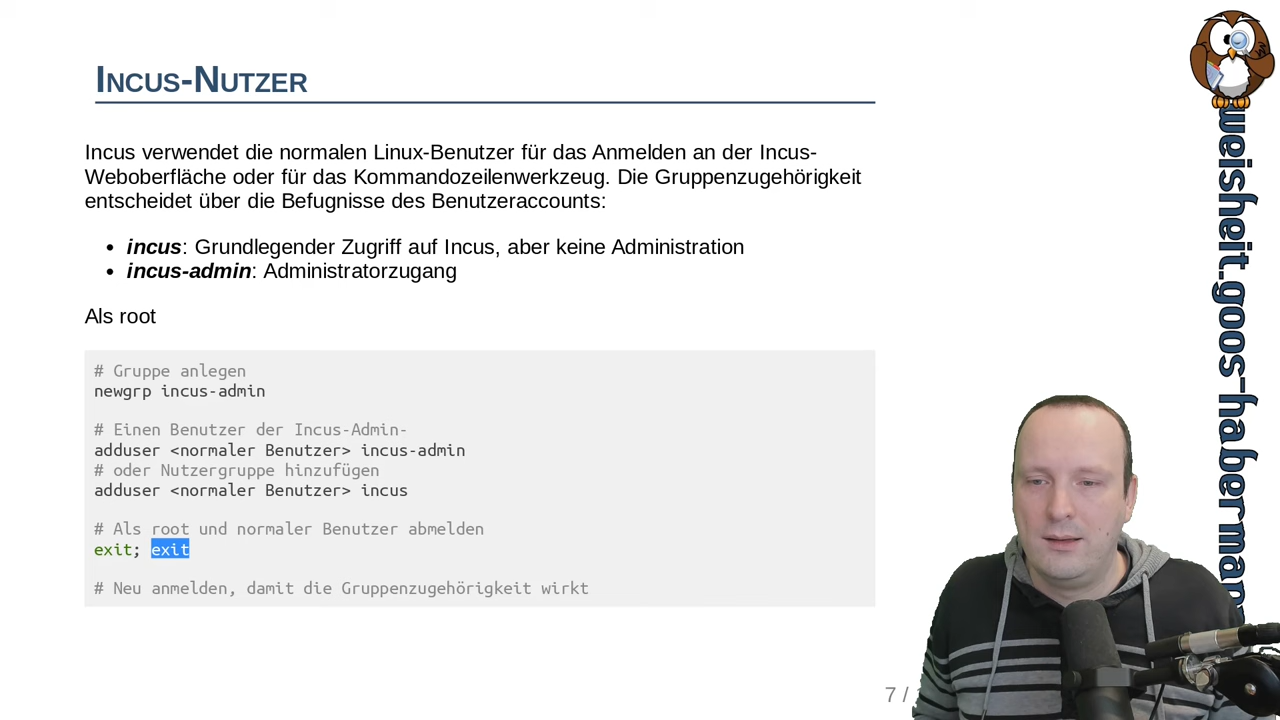 Incus-Nutzer
Incus verwendet die normalen Linux-Benutzer für das Anmelden an der Incus-
Weboberfläche oder für das Kommandozeilenwerkzeug. Die Gruppenzugehörigkeit
entscheidet über die Befugnisse des Benutzeraccounts:
• incus: Grundlegender Zugriff auf Incus, aber keine Administration
• incus-admin: Administratorzugang
Als root
# Gruppe anlegen
newgrp incus-admin
# Einen Benutzer der Incus-Admin-
adduser <normaler Benutzer> incus-admin
# oder Nutzergruppe hinzufügen
adduser <normaler Benutzer> incus
# Als root und normaler Benutzer abmelden
exit; exit
# Neu anmelden, damit die Gruppenzugehörigkeit wirkt
7 /
weisheit.goos-haberman